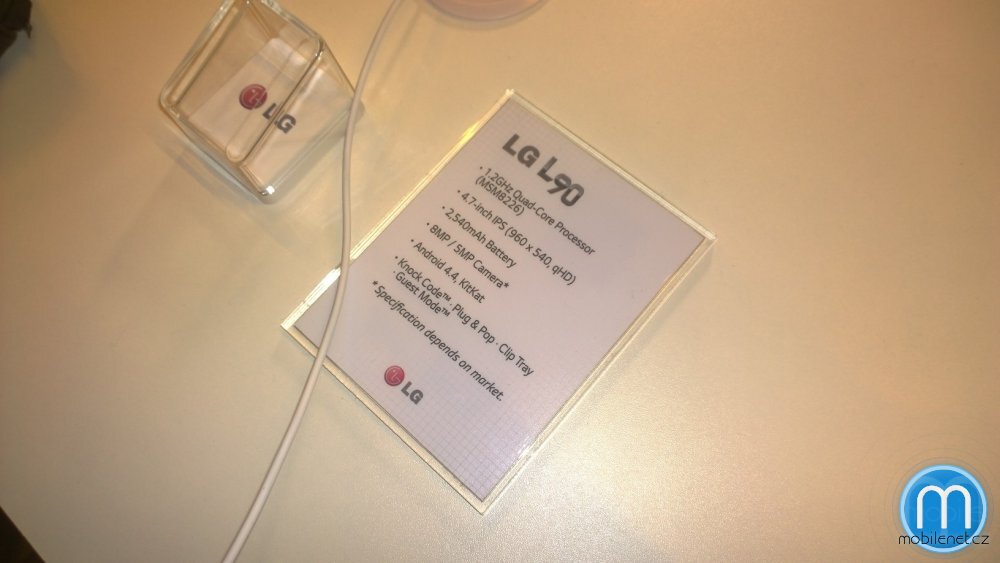 LG
LG L90
· 1.2GHz Quad-Core Processor
(MSM8226)
· 4.7-inch IPS (960 x 540, qHD)
· 2,540mAh Battery
· 8MP / 5MP Camera*
· Android 4.4, KitKat
· Knock Code™ · Plug & Pop · Clip Tray
· Guest Mode™
* Specification depends on market.
LG
m
mobilenet.cz